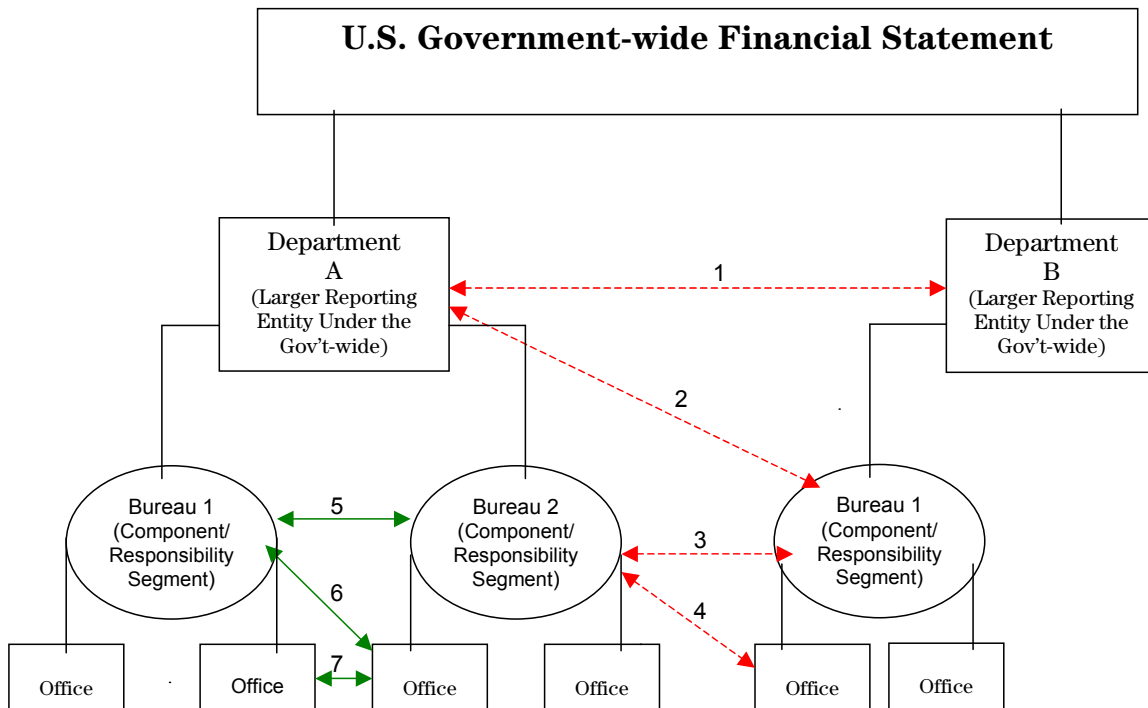 U.S. Government-wide Financial Statement
Department
A
(Larger Reporting
Entity Under the
Gov't-wide)
Department
B
(Larger Reporting
Entity Under the
Gov't-wide)
1
2
Bureau 1
(Component/
Responsibility
Segment)
5
Bureau 2
(Component/
Responsibility
Segment)
3
Bureau 1
(Component/
Responsibility
Segment)
6
4
7
Office
Office
Office
Office
Office
Office